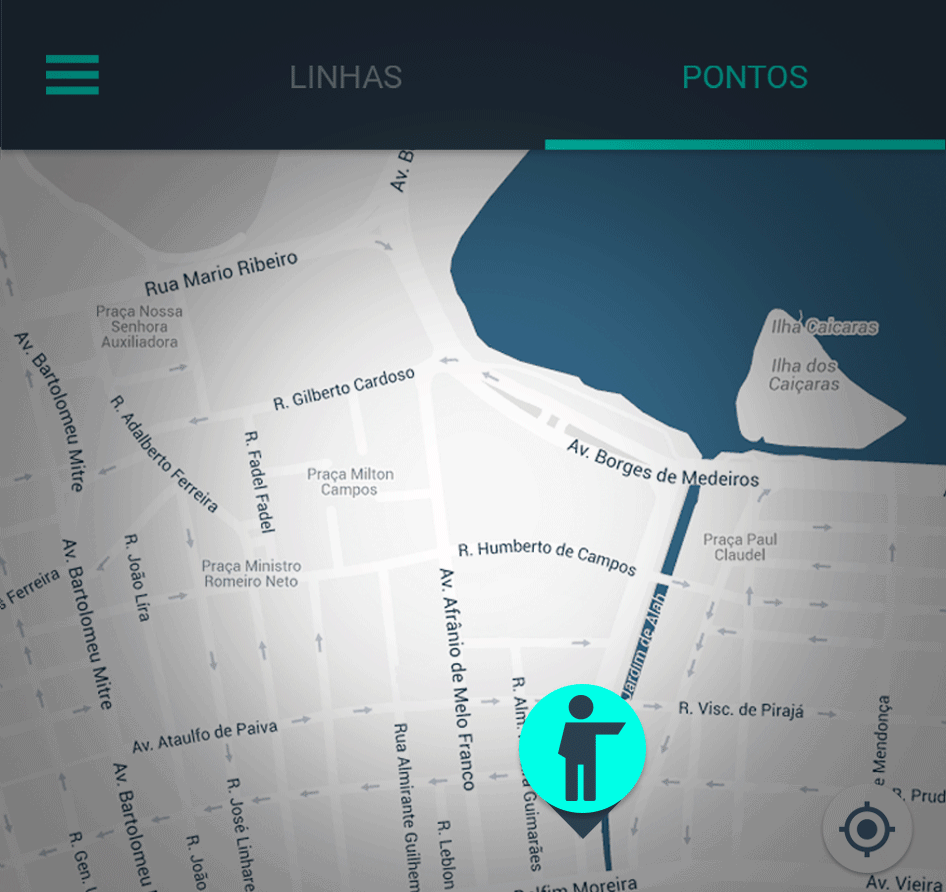 LINHAS
PONTOS
Av. B
Rua Mario Ribeiro
Praça Nossa
Senhora
Auxiliadora
Ilha Caicaras
Ilha dos
Caiçaras
Av. Bartolomeu Mitre
R. Gilberto Cardoso
R. Adalberto Ferreira
R. Fadel Fadel
Praça Milton
Campos
Av. Borges de Medeiros
Praça Paul
Claudel
R. Humberto de Campos
Av. Bartolomeu Mitre
R. João Lira
Praça Ministro
Romeiro Neto
s Ferreira
Av. Afrânio de Melo Franco
Jardim de Alah
R. Alm.
ra Guimarães
R. Visc. de Pirajá
e Mendonça
Av. Ataulfo de Paiva
Rua Almirante Guilhem
Av. Bartolomeu
R. José Linhare
R. Prud
R. Gen. U
R. João
R. Leblon
Delfim Moreira
Av. Vieira